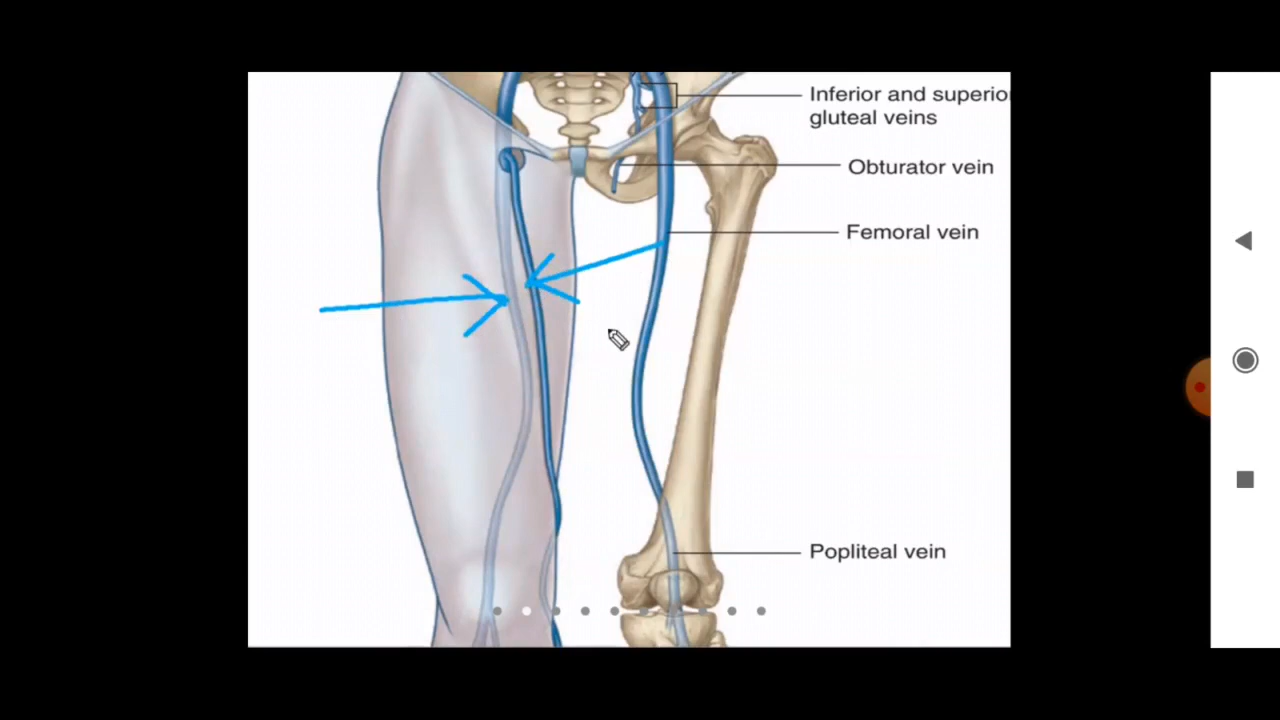 Inferior and superior
gluteal veins
Obturator vein
Femoral vein
Popliteal vein